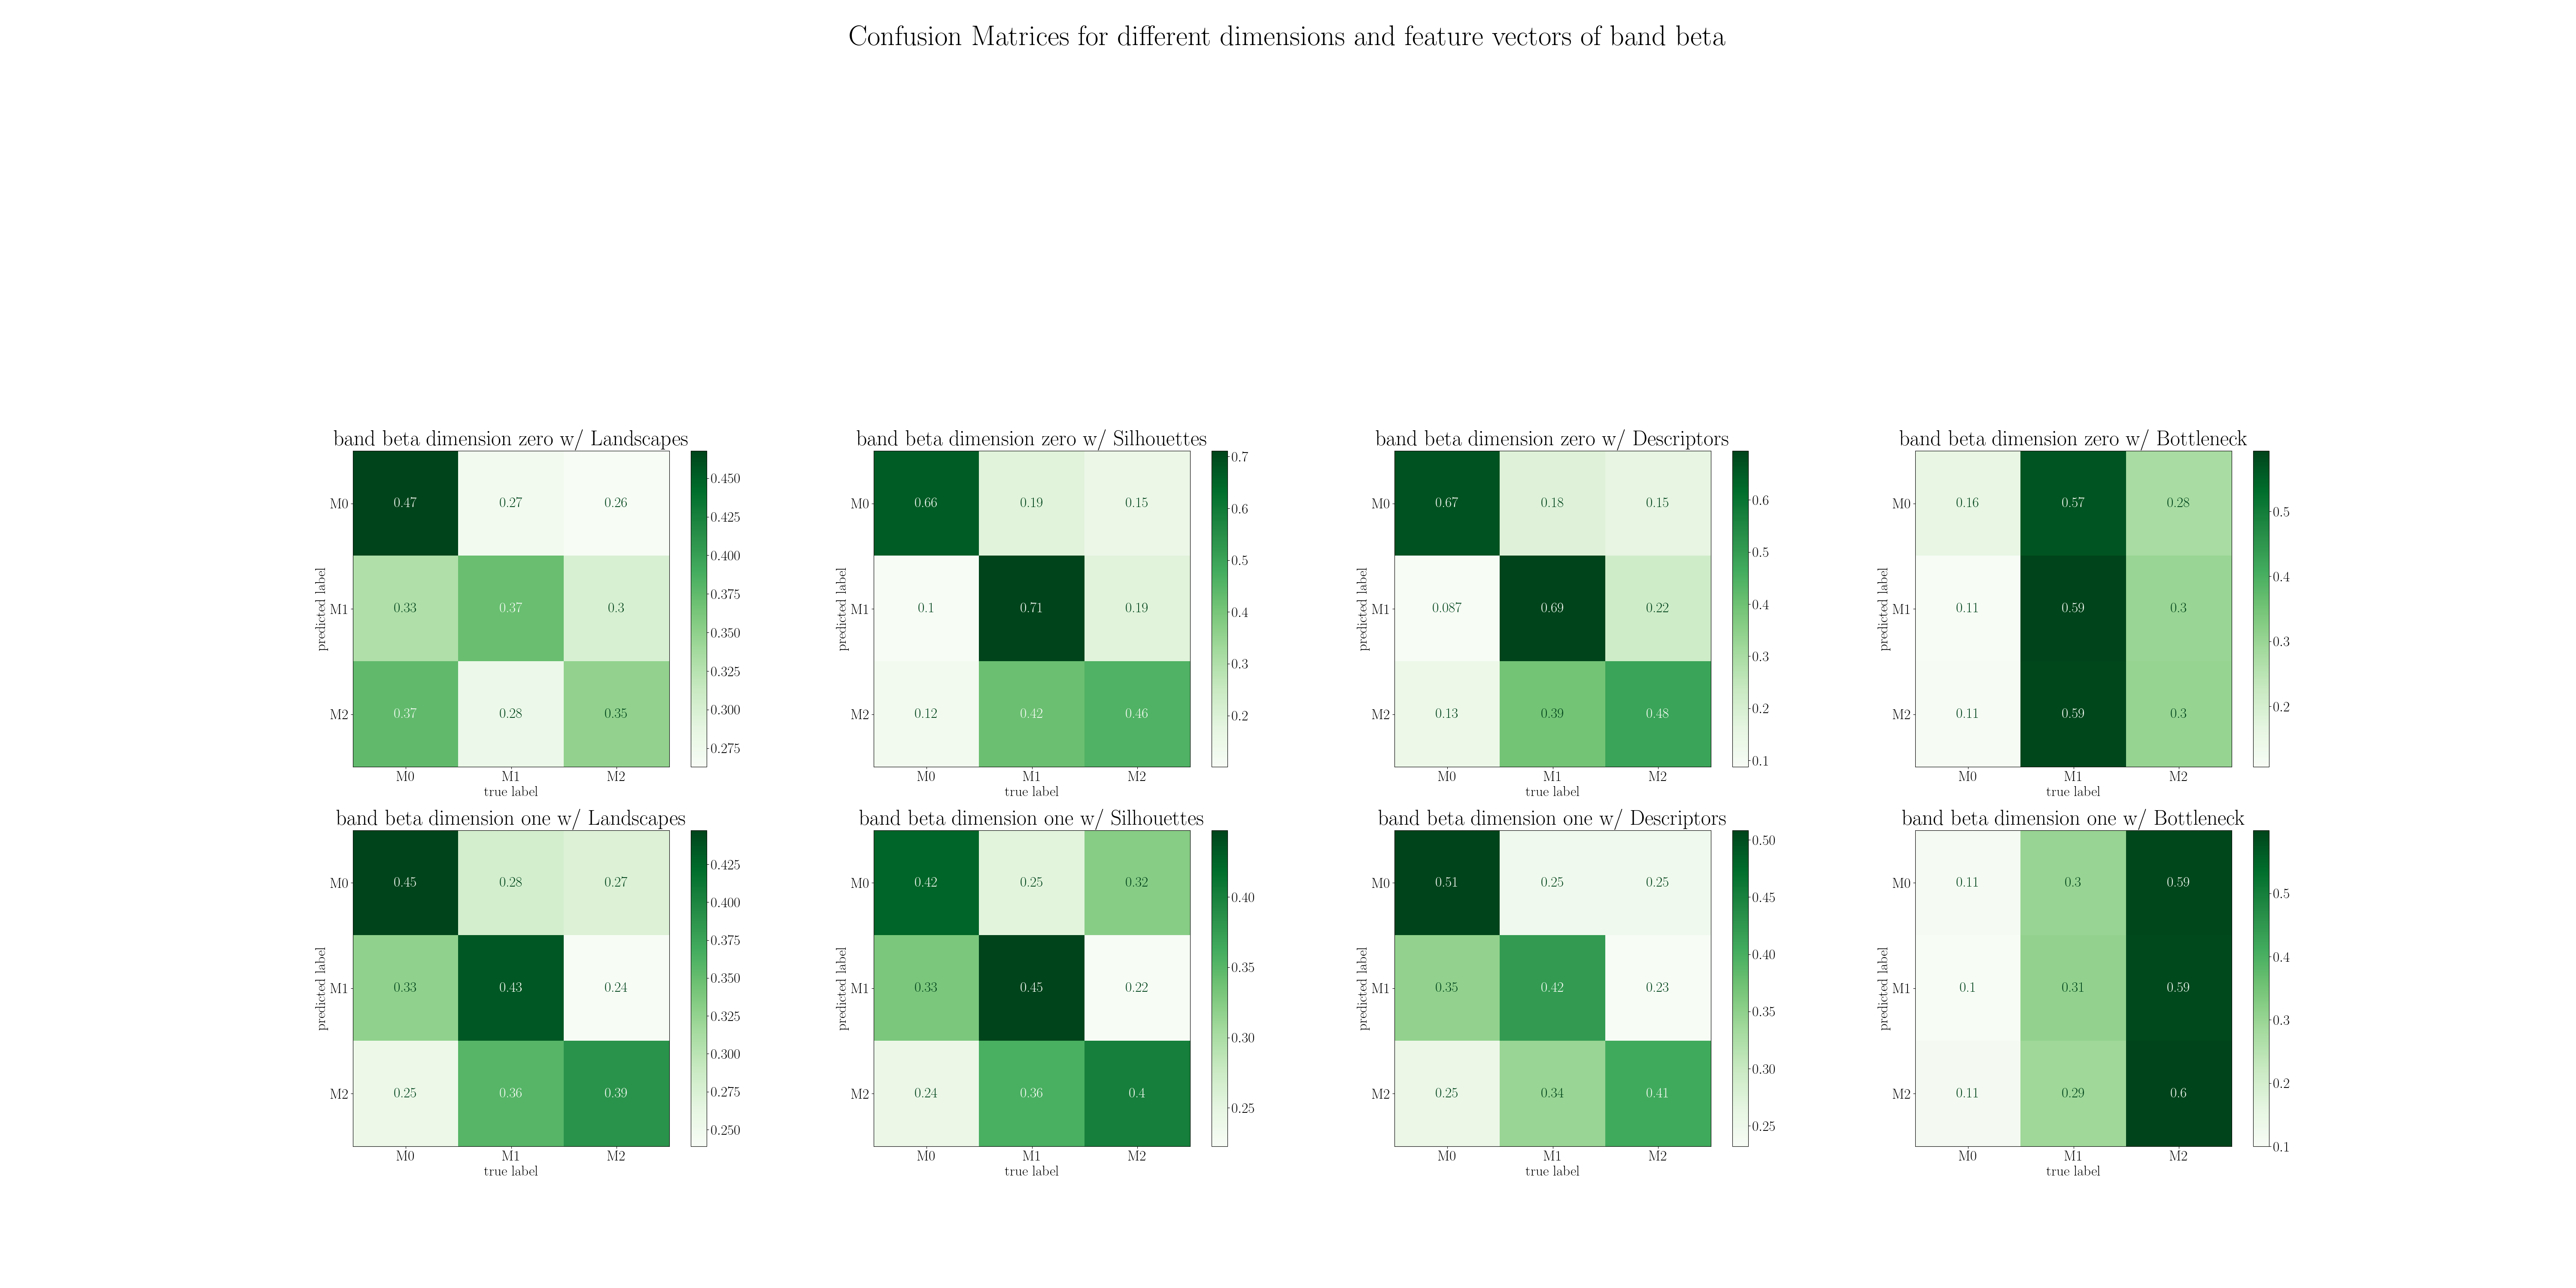 Confusion Matrices for different dimensions and feature vectors of band beta
band beta dimension zero w/ Landscapes
predicted label
M0 0.47 0.27 0.26
M1 0.33 0.37 0.3
M2 0.37 0.28 0.35
M0 M1 M2
true label
0.450
0.425
0.400
0.375
0.350
0.325
0.300
0.275
band beta dimension zero w/ Silhouettes
predicted label
M0 0.66 0.19 0.15
M1 0.1 0.71 0.19
M2 0.12 0.42 0.46
M0 M1 M2
true label
0.7
0.6
0.5
0.4
0.3
0.2
band beta dimension zero w/ Descriptors
predicted label
M0 0.67 0.18 0.15
M1 0.087 0.69 0.22
M2 0.13 0.39 0.48
M0 M1 M2
true label
0.6
0.5
0.4
0.3
0.2
0.1
band beta dimension zero w/ Bottleneck
predicted label
M0 0.16 0.57 0.28
M1 0.11 0.59 0.3
M2 0.11 0.59 0.3
M0 M1 M2
true label
0.5
0.4
0.3
0.2
band beta dimension one w/ Landscapes
predicted label
M0 0.45 0.28 0.27
M1 0.33 0.43 0.24
M2 0.25 0.36 0.39
M0 M1 M2
true label
0.425
0.400
0.375
0.350
0.325
0.300
0.275
0.250
band beta dimension one w/ Silhouettes
predicted label
M0 0.42 0.25 0.32
M1 0.33 0.45 0.22
M2 0.24 0.36 0.4
M0 M1 M2
true label
0.40
0.35
0.30
0.25
band beta dimension one w/ Descriptors
predicted label
M0 0.51 0.25 0.25
M1 0.35 0.42 0.23
M2 0.25 0.34 0.41
M0 M1 M2
true label
0.50
0.45
0.40
0.35
0.30
0.25
band beta dimension one w/ Bottleneck
predicted label
M0 0.11 0.3 0.59
M1 0.1 0.31 0.59
M2 0.11 0.29 0.6
M0 M1 M2
true label
0.5
0.4
0.3
0.2
0.1